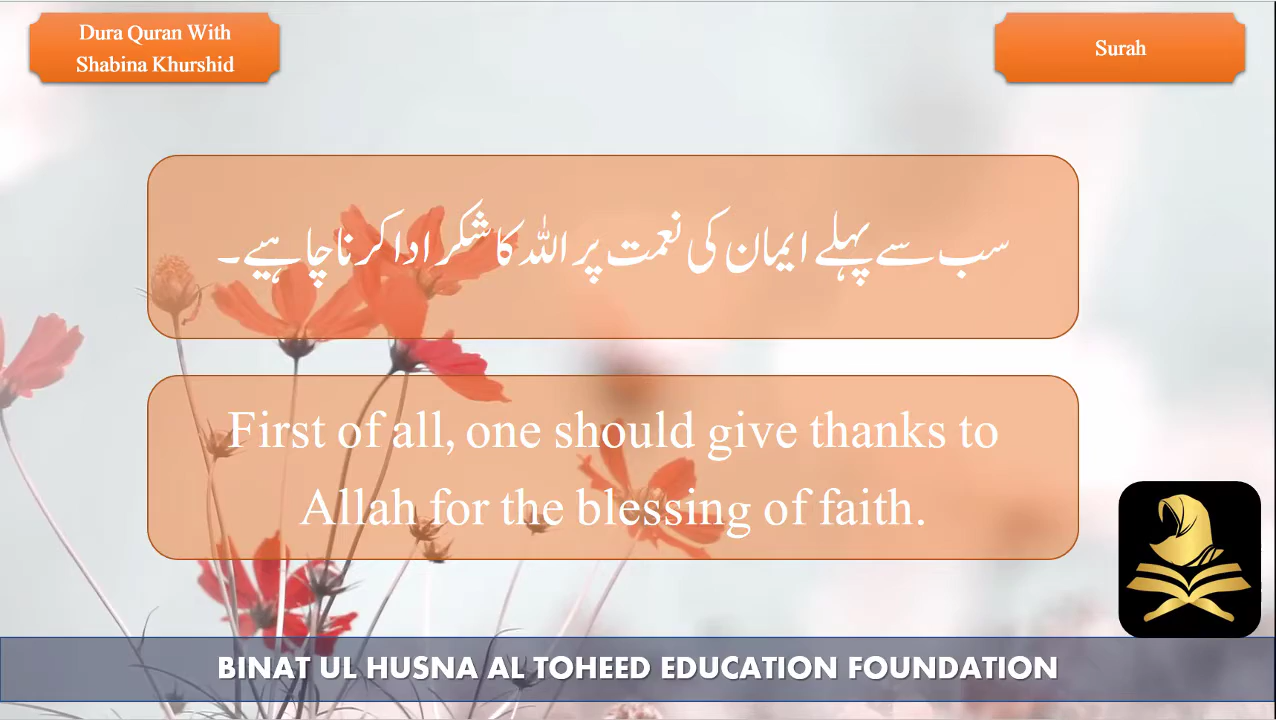 Dura Quran With
Shabina Khurshid
Surah
سب سے پہلے ایمان کی نعمت پر اللہ کا شکر ادا کرنا چاہیے۔
First of all, one should give thanks to
Allah for the blessing of faith.
BINAT UL HUSNA AL TOHEED EDUCATION FOUNDATION